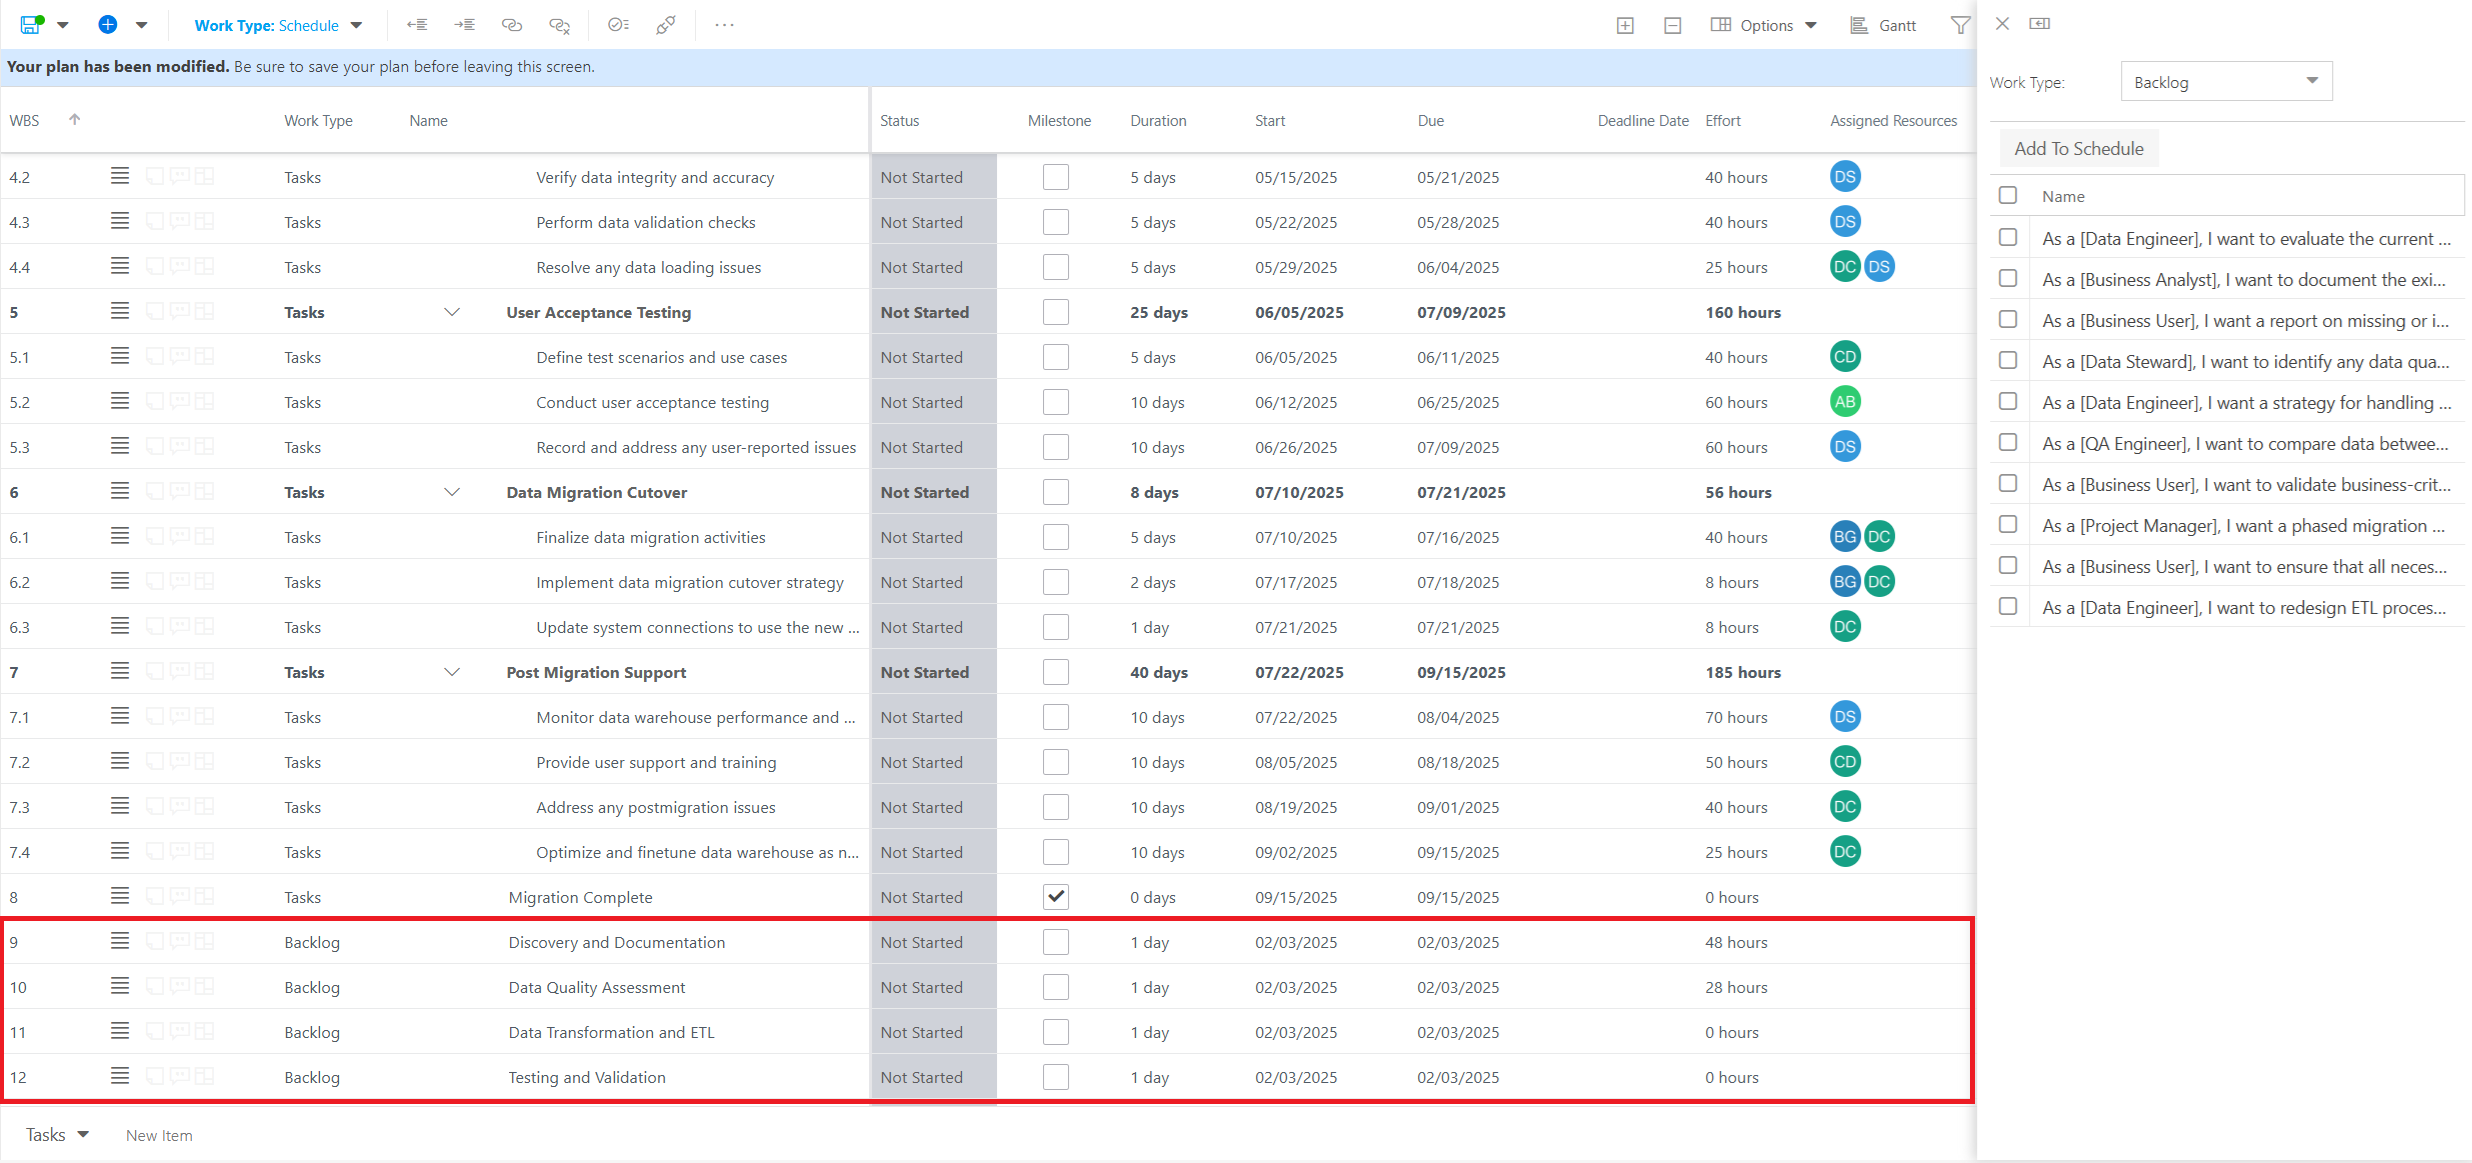 Work Type: Schedule
Options
Gantt
Your plan has been modified. Be sure to save your plan before leaving this screen.
WBS Work Type Name Status Milestone Duration Start Due Deadline Date Effort Assigned Resources
4.2 Tasks Verify data integrity and accuracy Not Started 5 days 05/15/2025 05/21/2025 40 hours DS
4.3 Tasks Perform data validation checks Not Started 5 days 05/22/2025 05/28/2025 40 hours DS
4.4 Tasks Resolve any data loading issues Not Started 5 days 05/29/2025 06/04/2025 25 hours DC DS
5 Tasks User Acceptance Testing Not Started 25 days 06/05/2025 07/09/2025 160 hours
5.1 Tasks Define test scenarios and use cases Not Started 5 days 06/05/2025 06/11/2025 40 hours CD
5.2 Tasks Conduct user acceptance testing Not Started 10 days 06/12/2025 06/25/2025 60 hours AB
5.3 Tasks Record and address any user-reported issues Not Started 10 days 06/26/2025 07/09/2025 60 hours DS
6 Tasks Data Migration Cutover Not Started 8 days 07/10/2025 07/21/2025 56 hours
6.1 Tasks Finalize data migration activities Not Started 5 days 07/10/2025 07/16/2025 40 hours BG DC
6.2 Tasks Implement data migration cutover strategy Not Started 2 days 07/17/2025 07/18/2025 8 hours BG DC
6.3 Tasks Update system connections to use the new ... Not Started 1 day 07/21/2025 07/21/2025 8 hours DC
7 Tasks Post Migration Support Not Started 40 days 07/22/2025 09/15/2025 185 hours
7.1 Tasks Monitor data warehouse performance and ... Not Started 10 days 07/22/2025 08/04/2025 70 hours DS
7.2 Tasks Provide user support and training Not Started 10 days 08/05/2025 08/18/2025 50 hours CD
7.3 Tasks Address any postmigration issues Not Started 10 days 08/19/2025 09/01/2025 40 hours DC
7.4 Tasks Optimize and finetune data warehouse as n... Not Started 10 days 09/02/2025 09/15/2025 25 hours DC
8 Tasks Migration Complete Not Started 0 days 09/15/2025 09/15/2025 0 hours
9 Backlog Discovery and Documentation Not Started 1 day 02/03/2025 02/03/2025 48 hours
10 Backlog Data Quality Assessment Not Started 1 day 02/03/2025 02/03/2025 28 hours
11 Backlog Data Transformation and ETL Not Started 1 day 02/03/2025 02/03/2025 0 hours
12 Backlog Testing and Validation Not Started 1 day 02/03/2025 02/03/2025 0 hours
Tasks
New Item
Work Type: Backlog
Add To Schedule
Name
As a [Data Engineer], I want to evaluate the current ...
As a [Business Analyst], I want to document the exi...
As a [Business User], I want a report on missing or i...
As a [Data Steward], I want to identify any data qua...
As a [Data Engineer], I want a strategy for handling ...
As a [QA Engineer], I want to compare data betwee...
As a [Business User], I want to validate business-crit...
As a [Project Manager], I want a phased migration ...
As a [Business User], I want to ensure that all neces...
As a [Data Engineer], I want to redesign ETL proces...